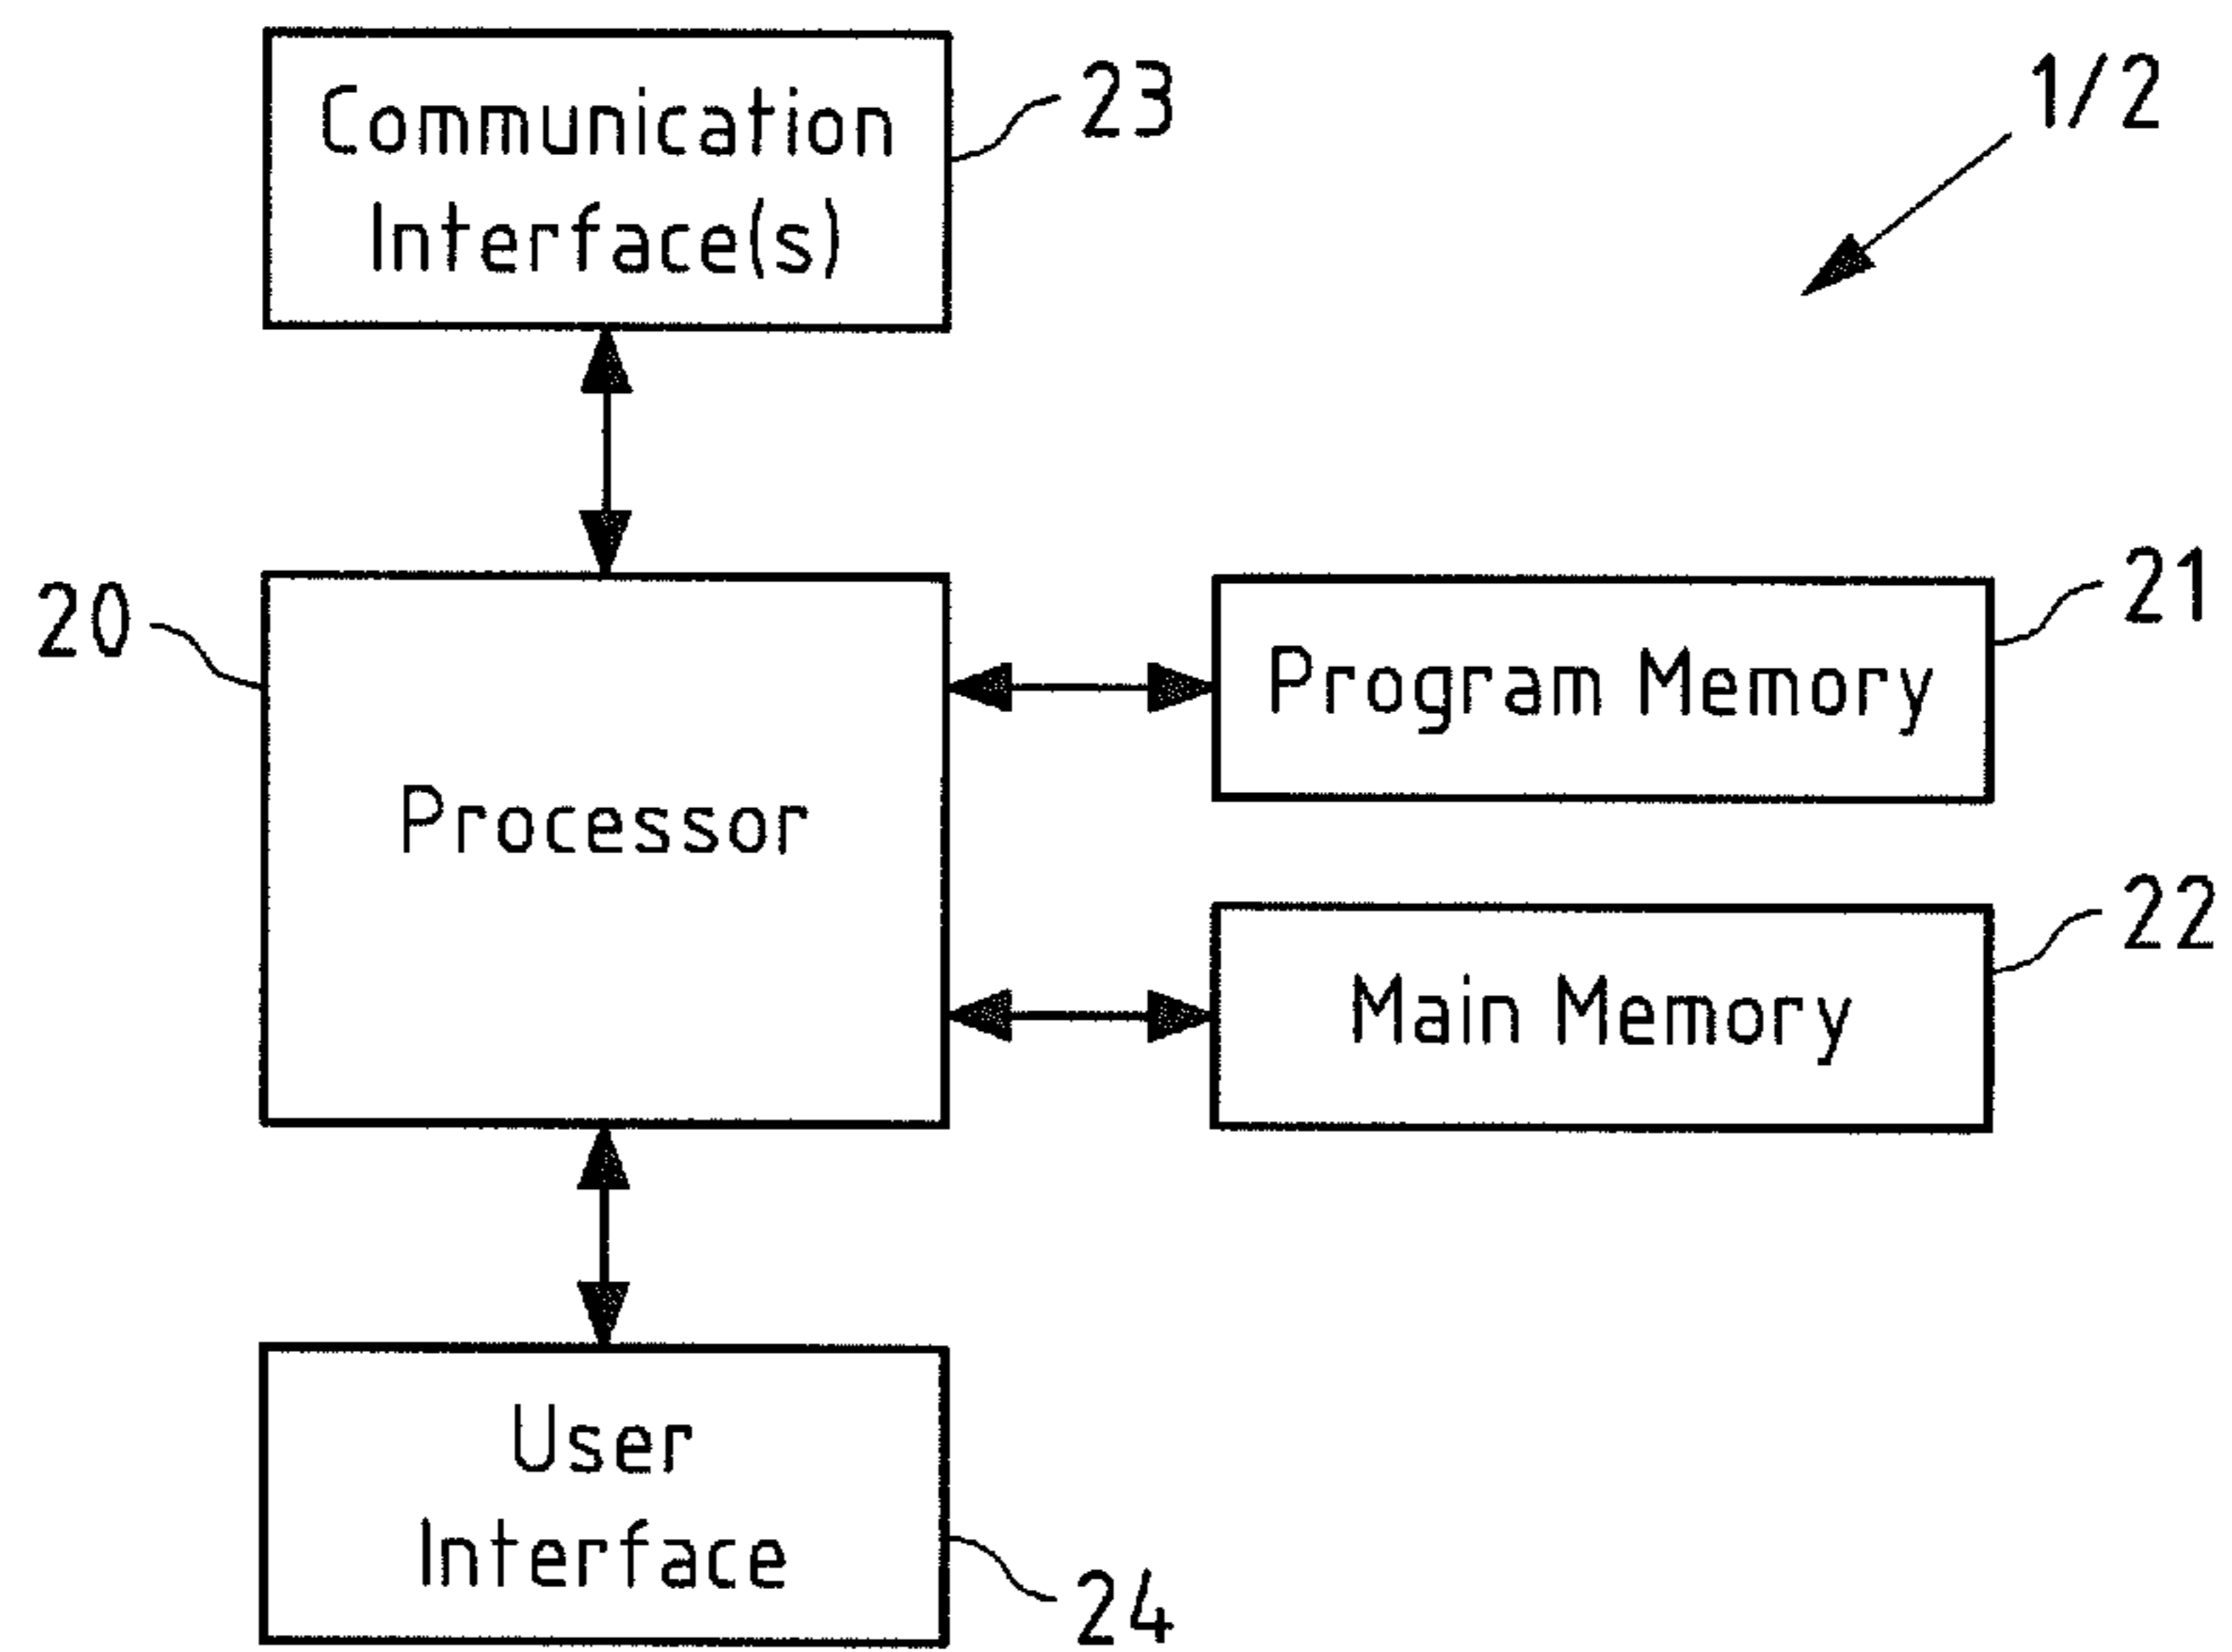 Communication
Interface(s)
23
1/2
20
Processor
Program Memory
21
Main Memory
22
User
Interface
24